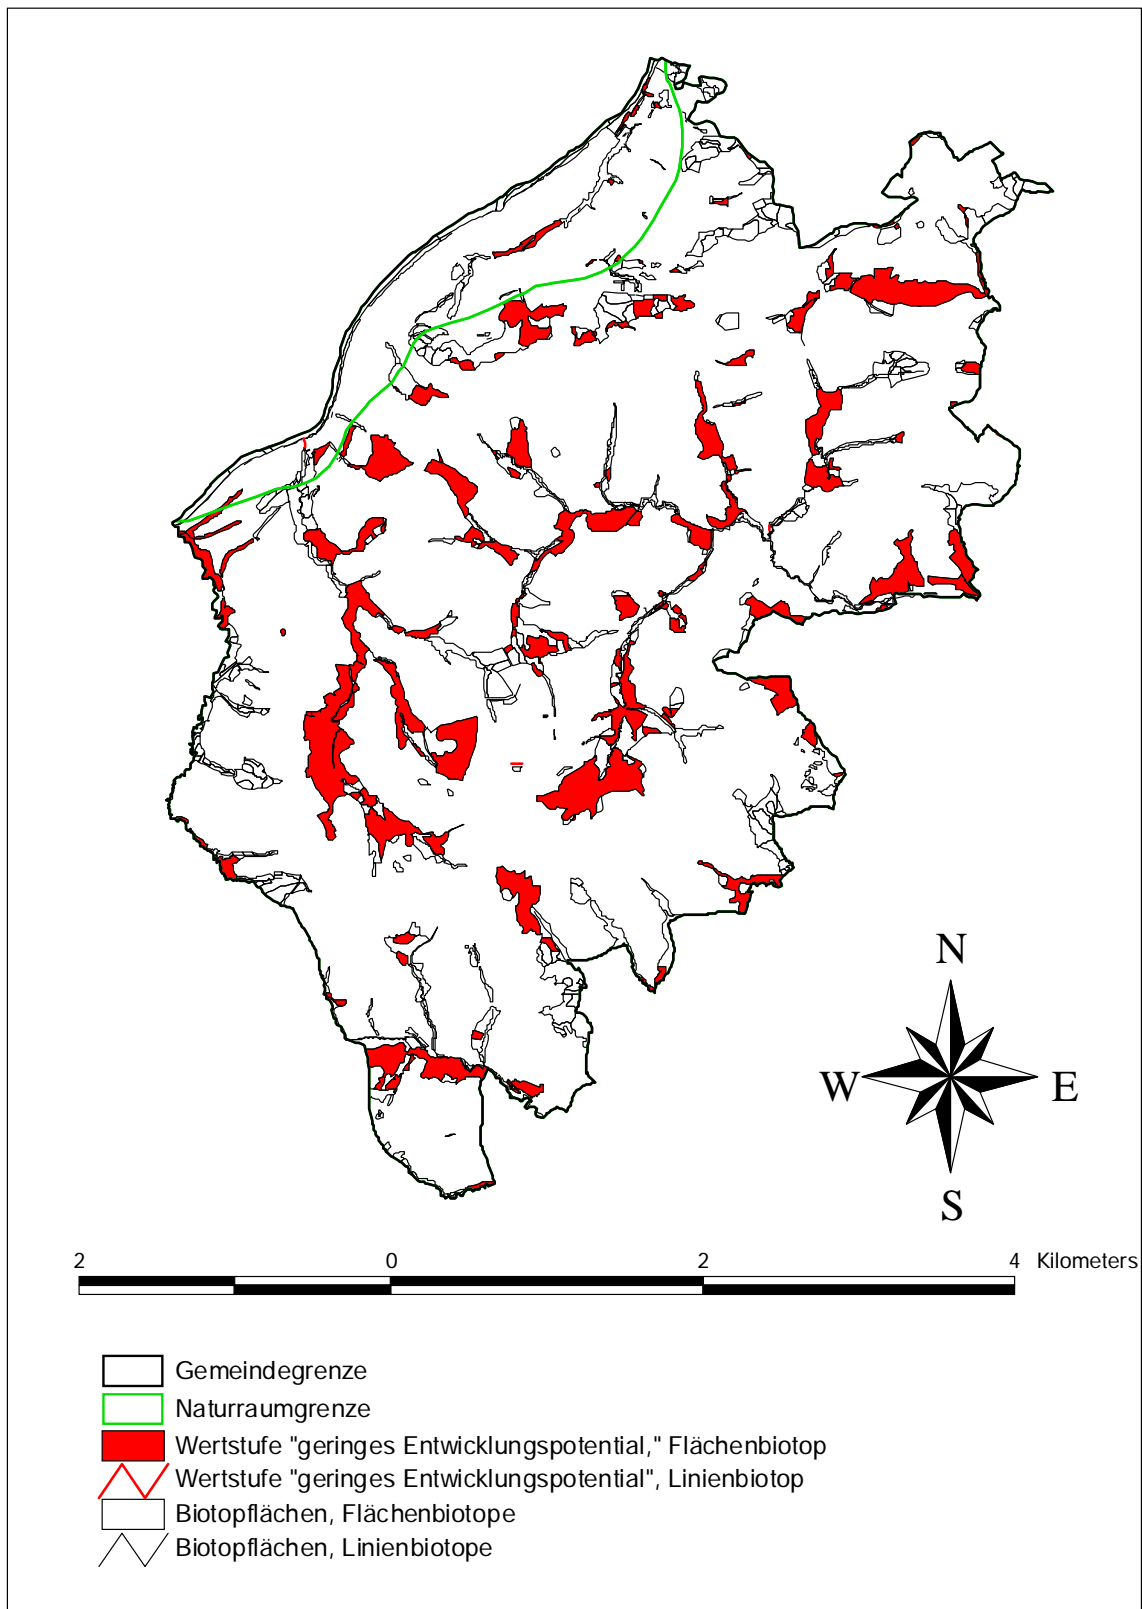 N
W E
S
2 0 2 4 Kilometers
Gemeindegrenze
Naturraumgrenze
Wertstufe "geringes Entwicklungspotential," Flächenbiotop
Wertstufe "geringes Entwicklungspotential", Linienbiotop
Biotopflächen, Flächenbiotope
Biotopflächen, Linienbiotope